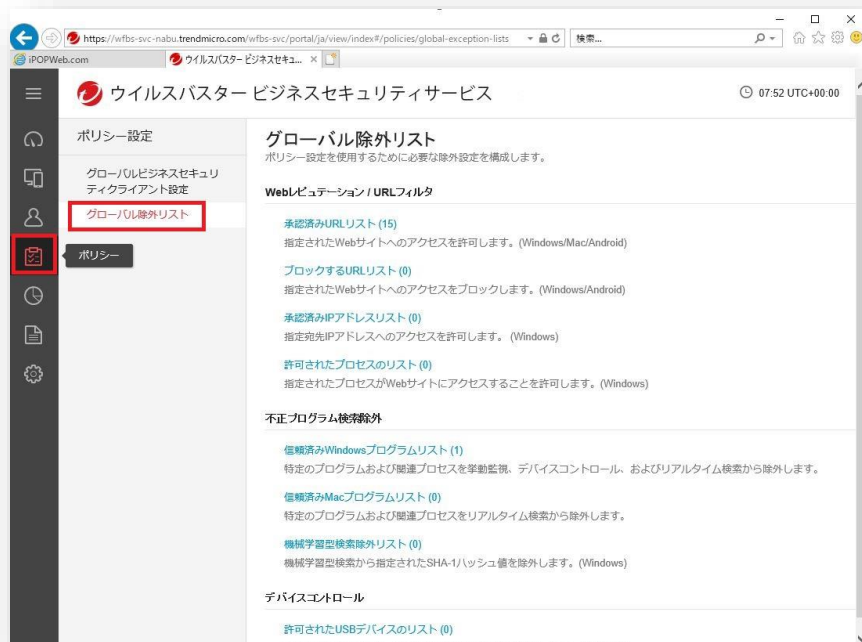 https://wfbs-svc-nabu.trendmicro.com/wfbs-svc/portal/ja/view/index#/policies/global-exception-lists
検索...
iPOPWeb.com
ウイルスバスター ビジネスセキュ...
ウイルスバスター ビジネスセキュリティサービス
07:52 UTC+00:00
ポリシー設定
グローバルビジネスセキュリ
ティクライアント設定
グローバル除外リスト
ポリシー
グローバル除外リスト
ポリシー設定を使用するために必要な除外設定を構成します。
Webレピュテーション / URLフィルタ
承認済みURLリスト (15)
指定されたWebサイトへのアクセスを許可します。(Windows/Mac/Android)
ブロックするURLリスト (0)
指定されたWebサイトへのアクセスをブロックします。(Windows/Android)
承認済みIPアドレスリスト (0)
指定宛先IPアドレスへのアクセスを許可します。 (Windows)
許可されたプロセスのリスト (0)
指定されたプロセスがWebサイトにアクセスすることを許可します。(Windows)
不正プログラム検索除外
信頼済みWindowsプログラムリスト (1)
特定のプログラムおよび関連プロセスを挙動監視、デバイスコントロール、およびリアルタイム検索から除外します。
信頼済みMacプログラムリスト (0)
特定のプログラムおよび関連プロセスをリアルタイム検索から除外します。
機械学習型検索除外リスト (0)
機械学習型検索から指定されたSHA-1ハッシュ値を除外します。(Windows)
デバイスコントロール
許可されたUSBデバイスのリスト (0)